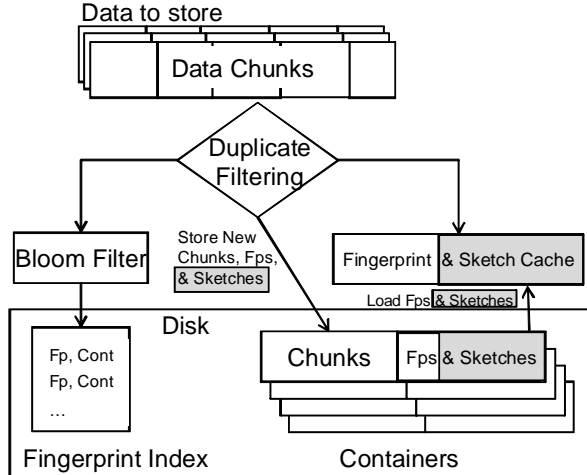 Data to store
Data Chunks
Duplicate
Filtering
Store New
Chunks, Fps,
& Sketches
Bloom Filter
Fingerprint & Sketch Cache
Load Fps & Sketches
Disk
Fp, Cont
Fp, Cont
...
Chunks
Fps & Sketches
Fingerprint Index
Containers